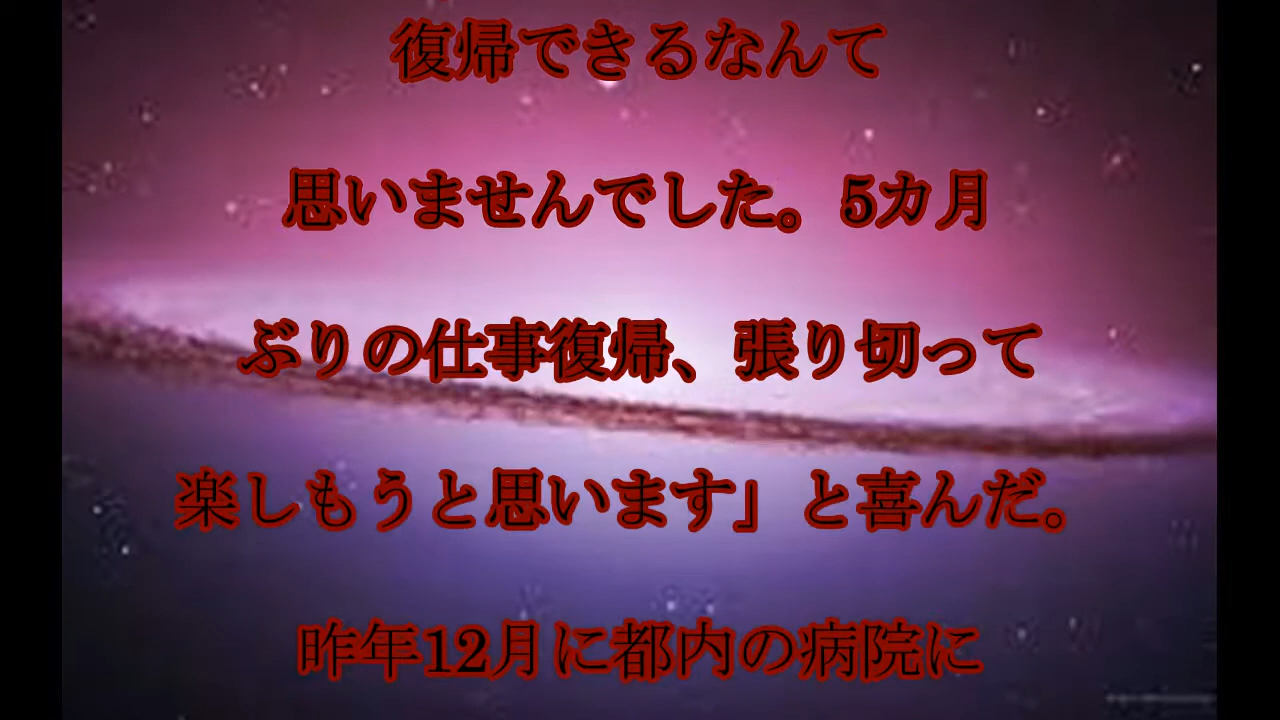 復帰できるなんて
思いませんでした。5カ月
ぶりの仕事復帰、張り切って
楽しもうと思います」と喜んだ。
昨年12月に都内の病院に